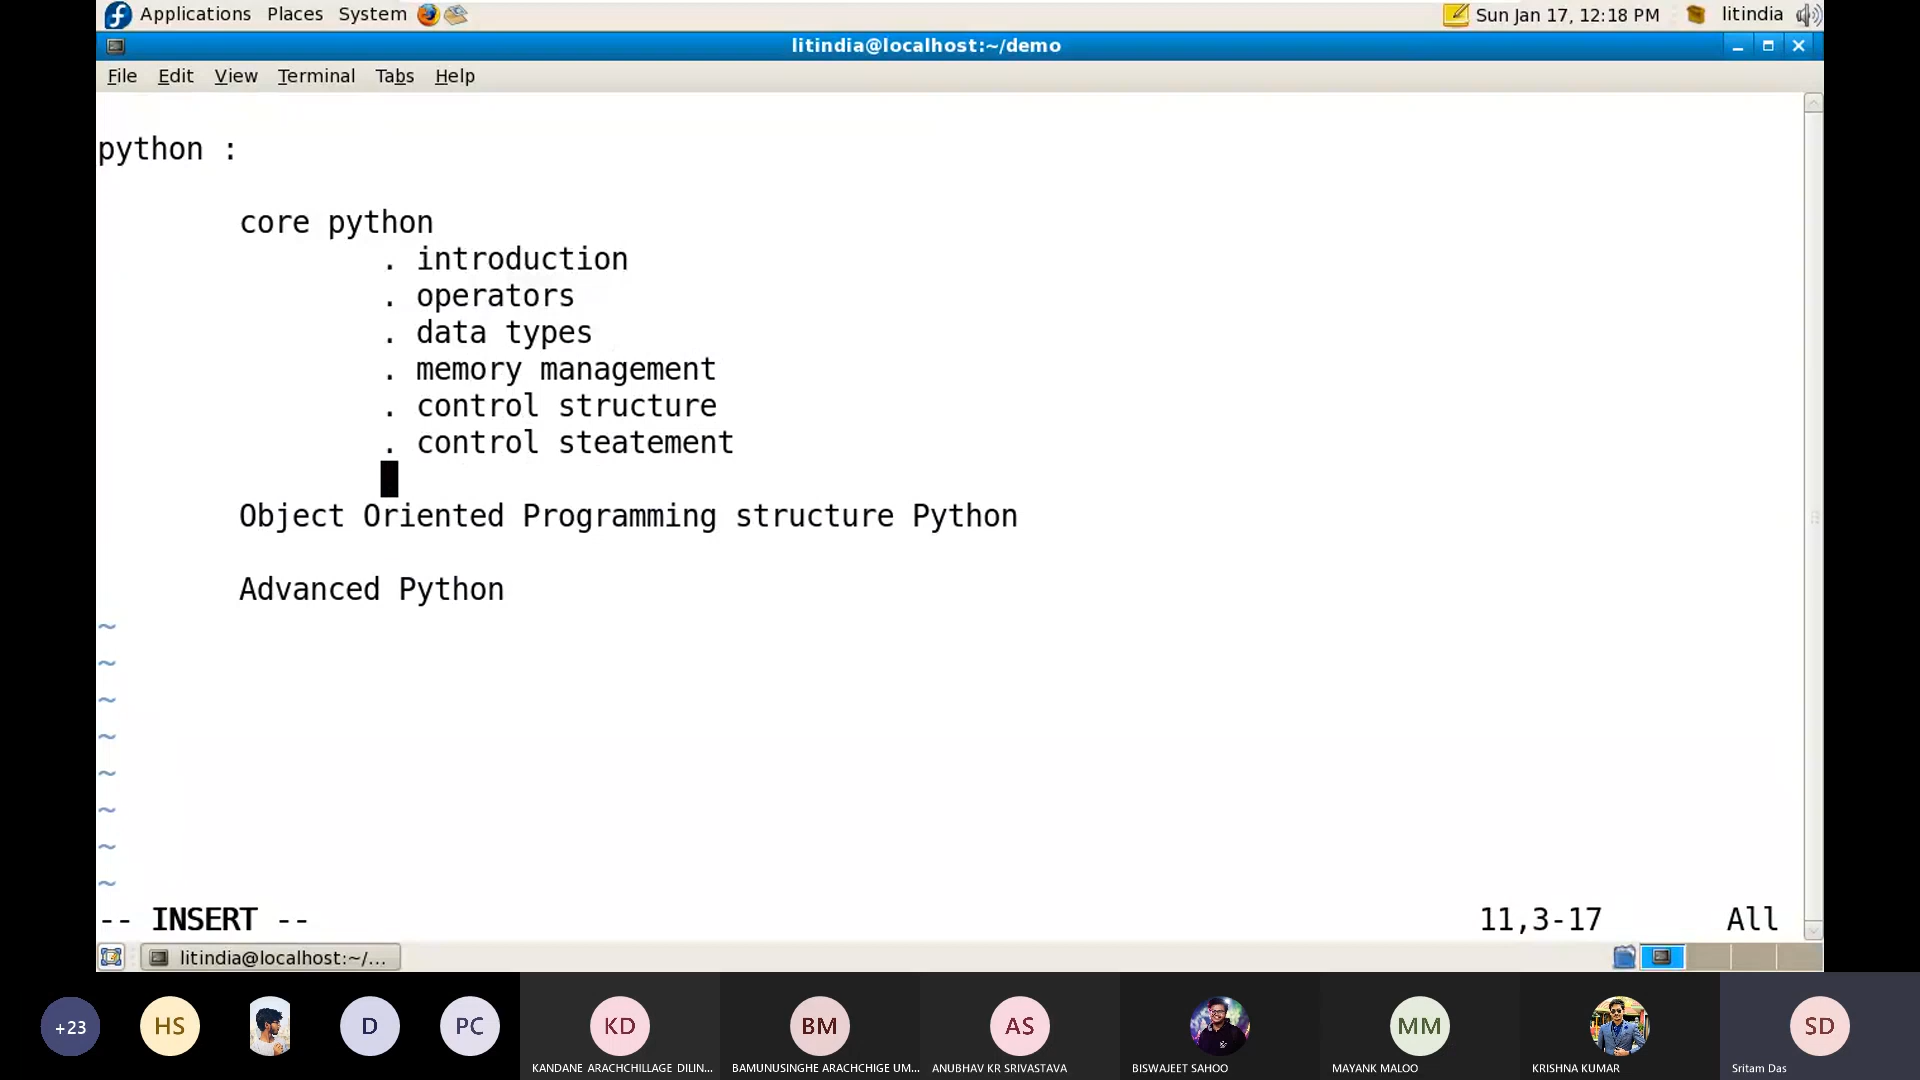 Applications Places System Sun Jan 17, 12:18 PM litindia
litindia@localhost:~/demo
File Edit View Terminal Tabs Help
python :
core python
. introduction
. operators
. data types
. memory management
. control structure
. control steatement
Object Oriented Programming structure Python
Advanced Python
~
~
~
~
~
~
~
~
-- INSERT -- 11,3-17 All
litindia@localhost:~/...
+23 HS D PC KD BM AS MM SD
KANDANE ARACHCHILLAGE DILIN... BAMUNUSINGHE ARACHCHIGE UM... ANUBHAV KR SRIVASTAVA BISWAJEET SAHOO MAYANK MALOO KRISHNA KUMAR Sritam Das